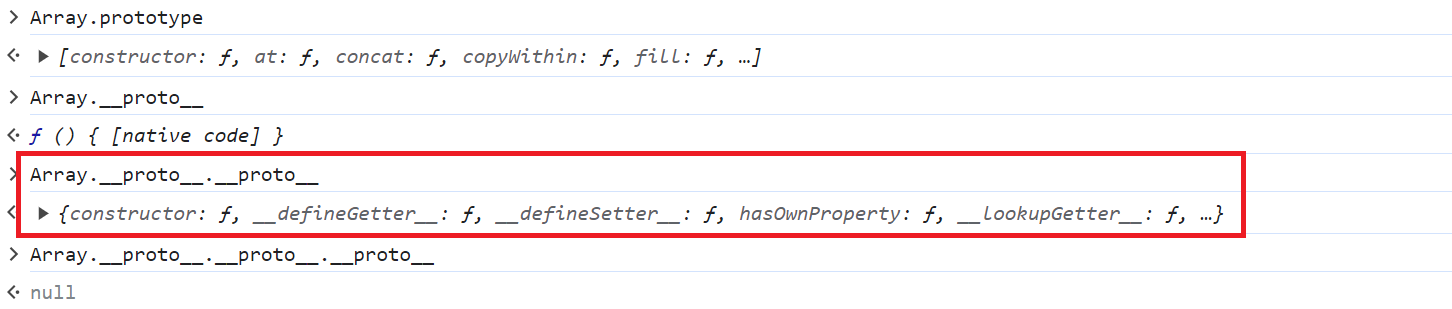 > Array.prototype
<· ▶ [constructor: ƒ, at: ƒ, concat: ƒ, copyWithin: ƒ, fill: ƒ, …]
> Array.__proto__
<· ƒ () { [native code] }
> Array.__proto__.__proto__
<· ▶ {constructor: ƒ, __defineGetter__: ƒ, __defineSetter__: ƒ, hasOwnProperty: ƒ, __lookupGetter__: ƒ, …}
> Array.__proto__.__proto__.__proto__
<· null